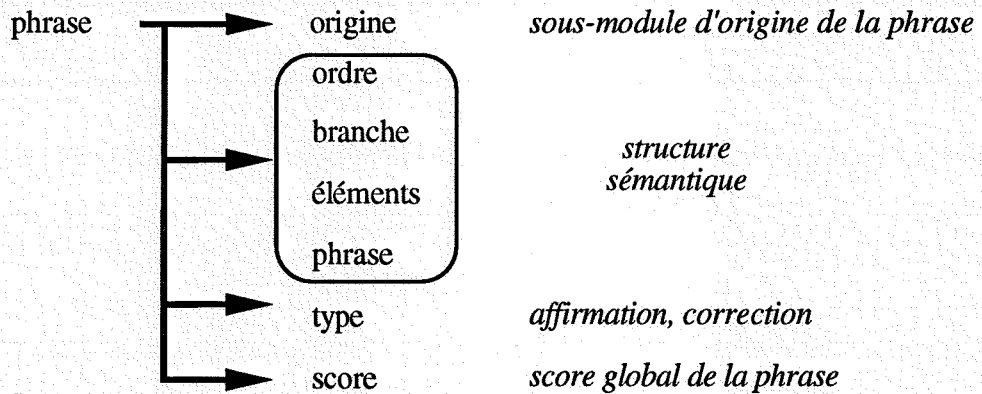 phrase origine sous-module d'origine de la phrase
ordre
branche
structure
sémantique
éléments
phrase
type affirmation, correction
score score global de la phrase